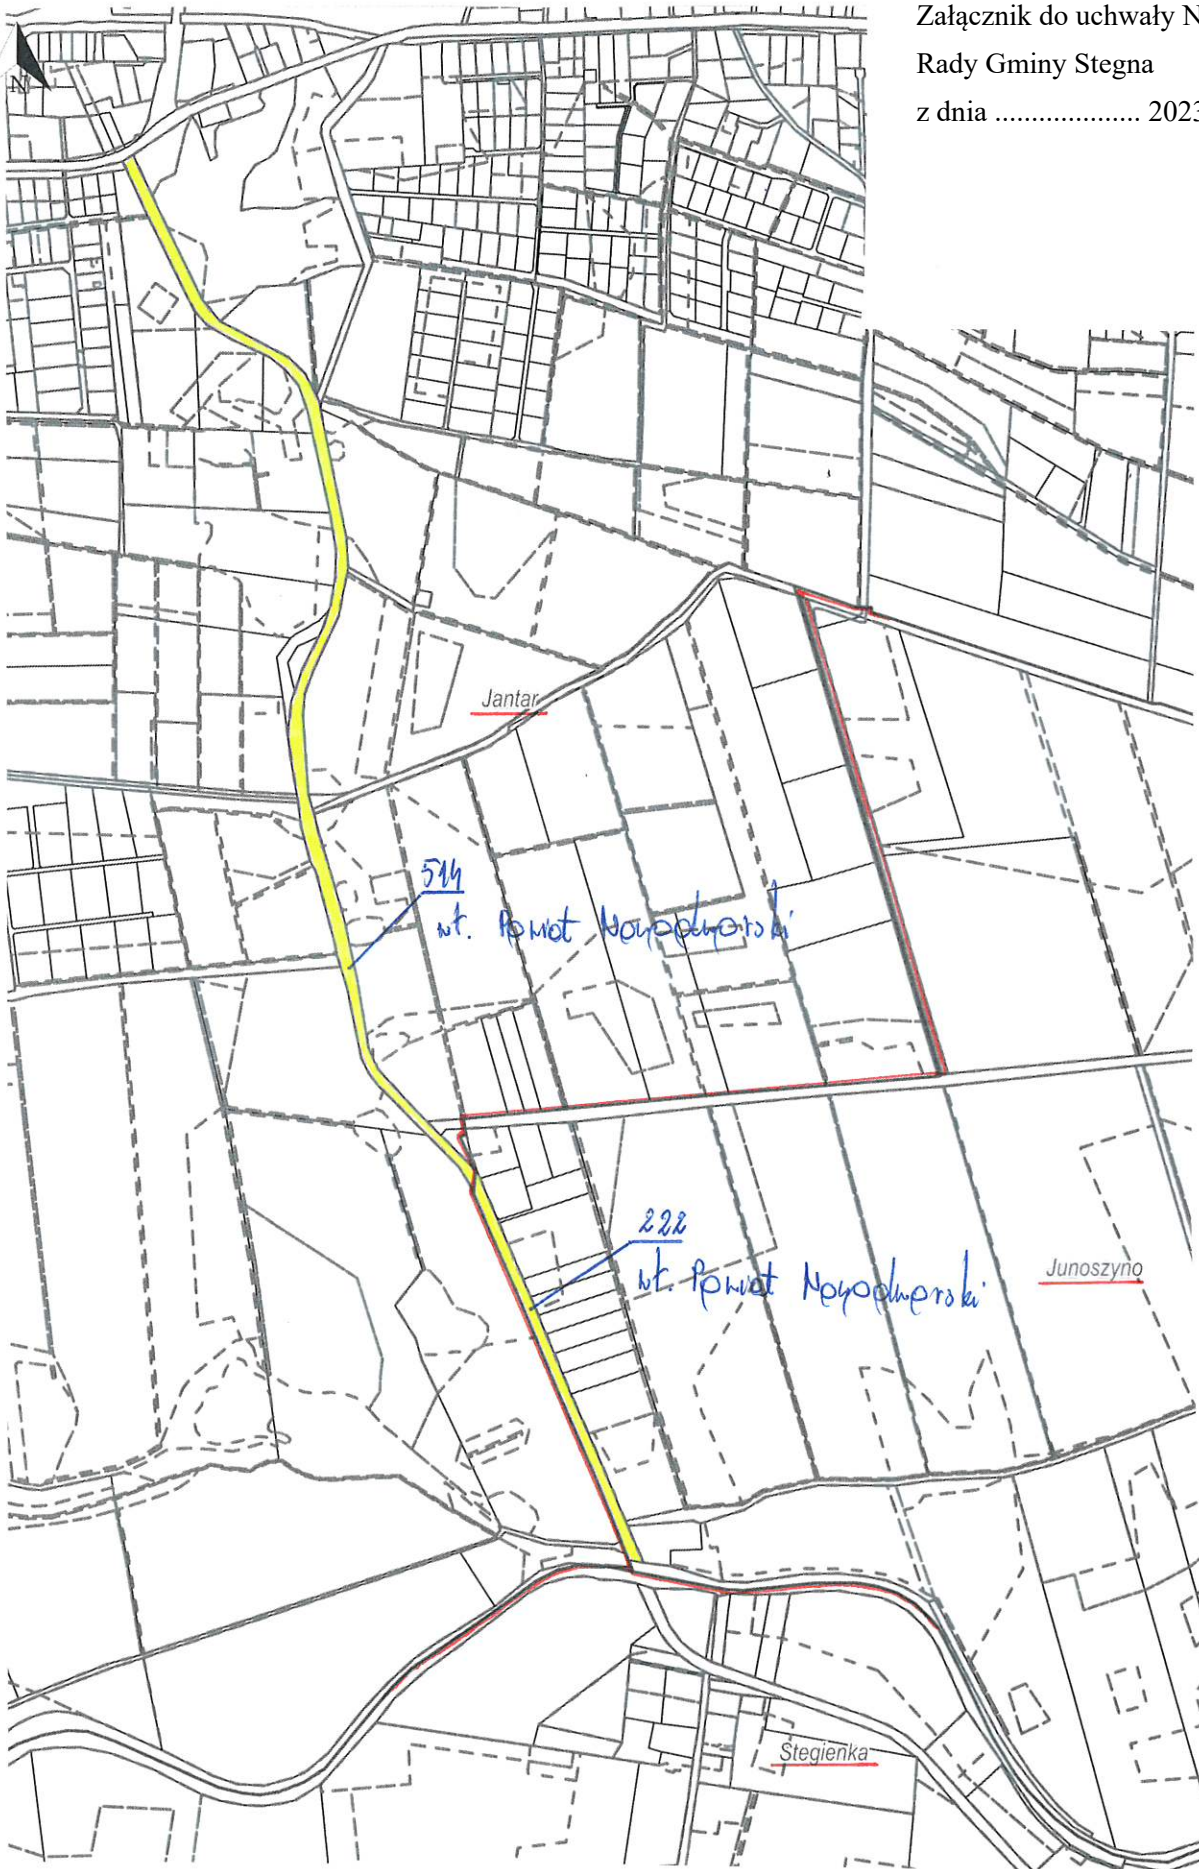 Załącznik do uchwały N
Rady Gminy Stegna
z dnia .................... 2023
N
Jantar
514
wł. Powiat Nowodworski
222
wł. Powiat Nowodworski
Junoszyno
Stegienka